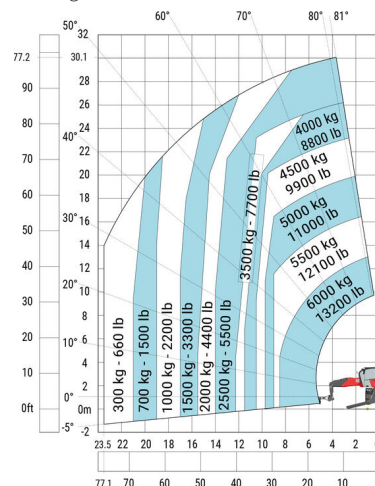 50° 60° 70° 80° 81°
32
77.2 30.1
90 28
26
80 24
40°
22
70 20
18
60 16
30°
50 14
12
40 10
20°
30 8
6
20 10° 4
10 2
0°
0ft 0m
-5° -2
23.5 22 20 18 16 14 12 10 8 6 4 2 0
77.1 70 60 50 40 30 20 10
300 kg - 660 lb
700 kg - 1500 lb
1000 kg - 2200 lb
1500 kg - 3300 lb
2000 kg - 4400 lb
2500 kg - 5500 lb
3500 kg - 7700 lb
4000 kg
8800 lb
4500 kg
9900 lb
5000 kg
11000 lb
5500 kg
12100 lb
6000 kg
13200 lb